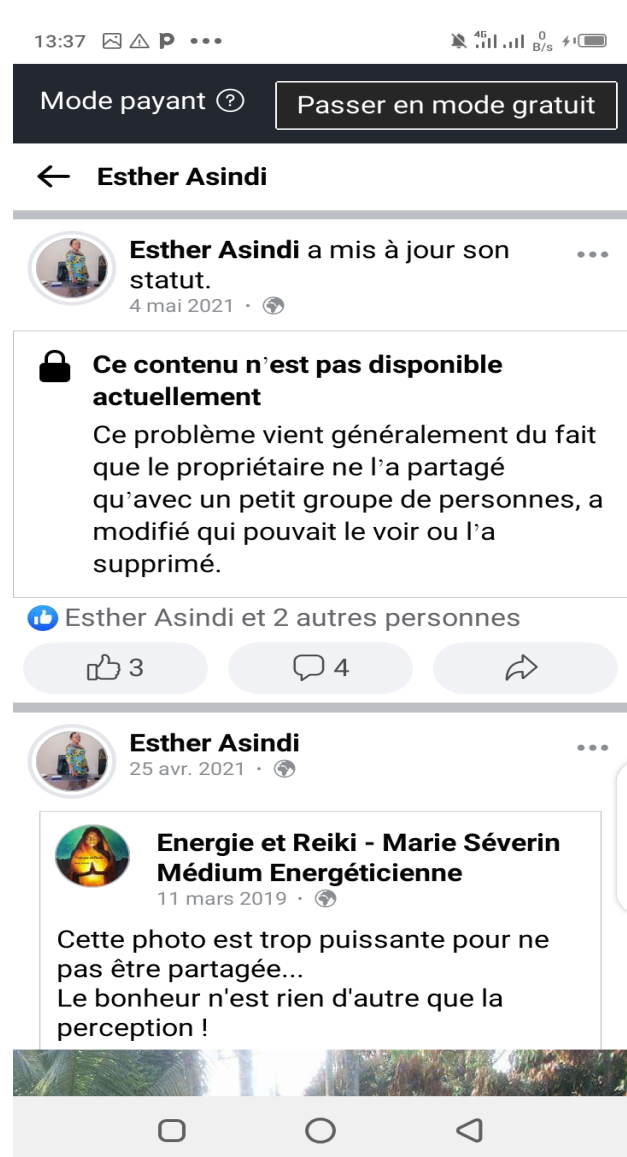 13:37
4G 0 B/s
Mode payant ? Passer en mode gratuit
Esther Asindi
Esther Asindi a mis à jour son
statut.
4 mai 2021 ·
Ce contenu n’est pas disponible
actuellement
Ce problème vient généralement du fait
que le propriétaire ne l’a partagé
qu’avec un petit groupe de personnes, a
modifié qui pouvait le voir ou l’a
supprimé.
Esther Asindi et 2 autres personnes
3 4
Esther Asindi
25 avr. 2021 ·
Energie et Reiki - Marie Séverin
Médium Energéticienne
11 mars 2019 ·
Cette photo est trop puissante pour ne
pas être partagée...
Le bonheur n'est rien d'autre que la
perception !